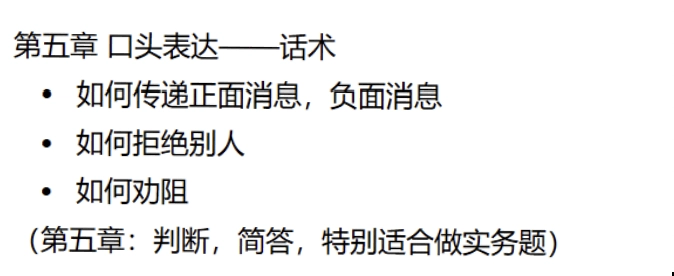 第五章 口头表达——话术
• 如何传递正面消息，负面消息
• 如何拒绝别人
• 如何劝阻
（第五章：判断，简答，特别适合做实务题）